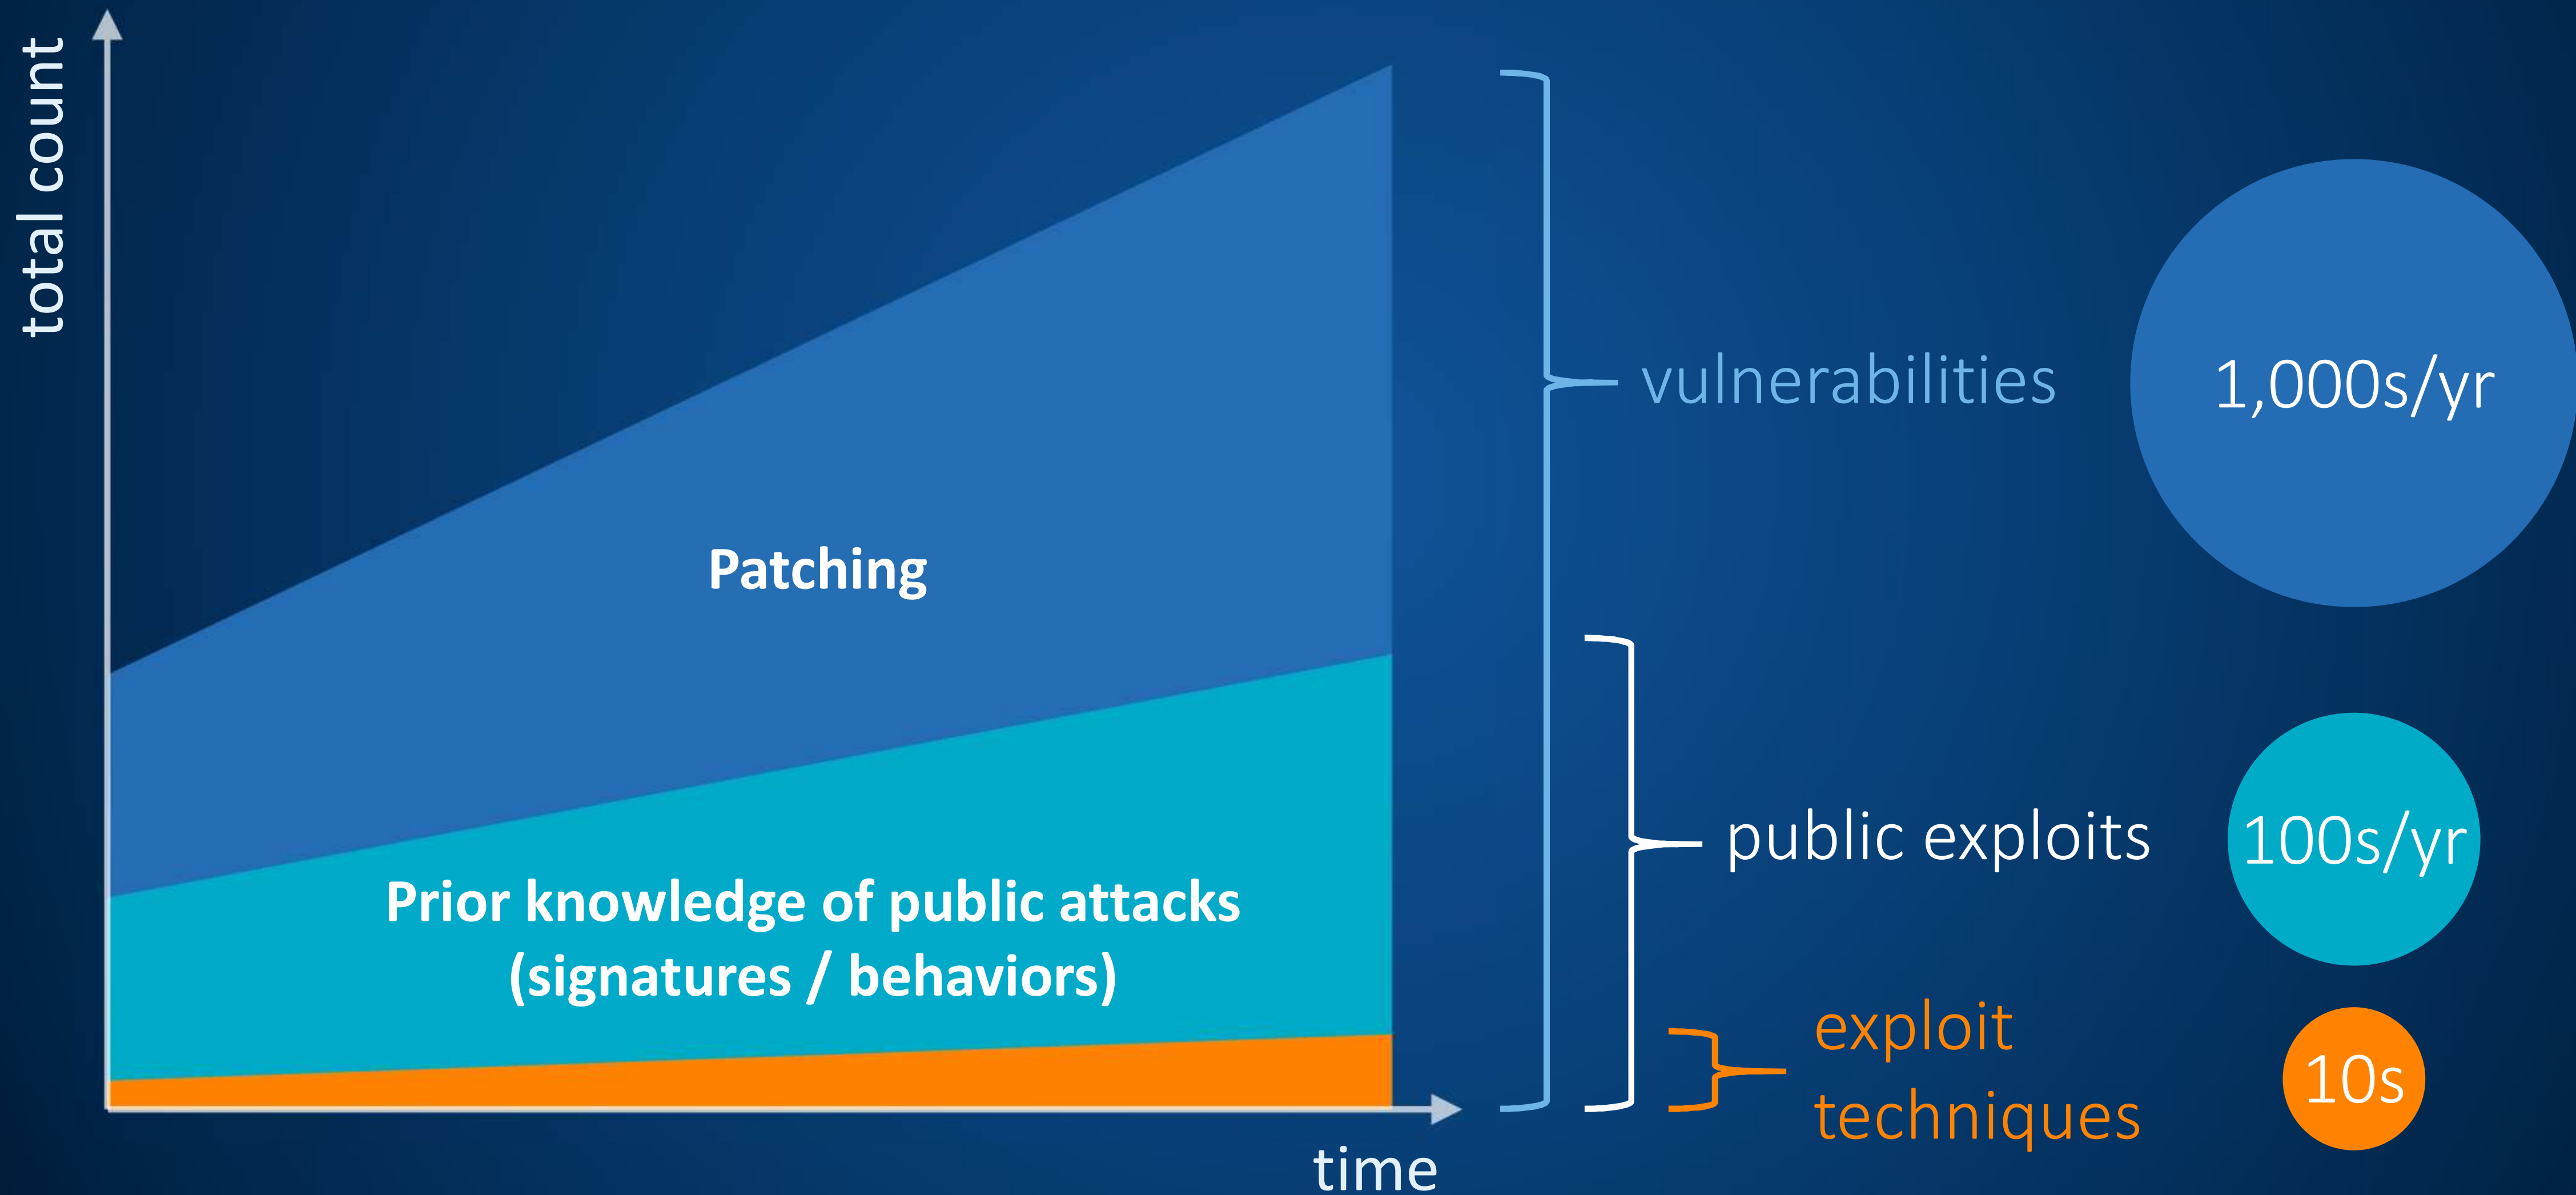 total count
Patching
Prior knowledge of public attacks
(signatures / behaviors)
time
vulnerabilities
1,000s/yr
public exploits
100s/yr
exploit
techniques
10s